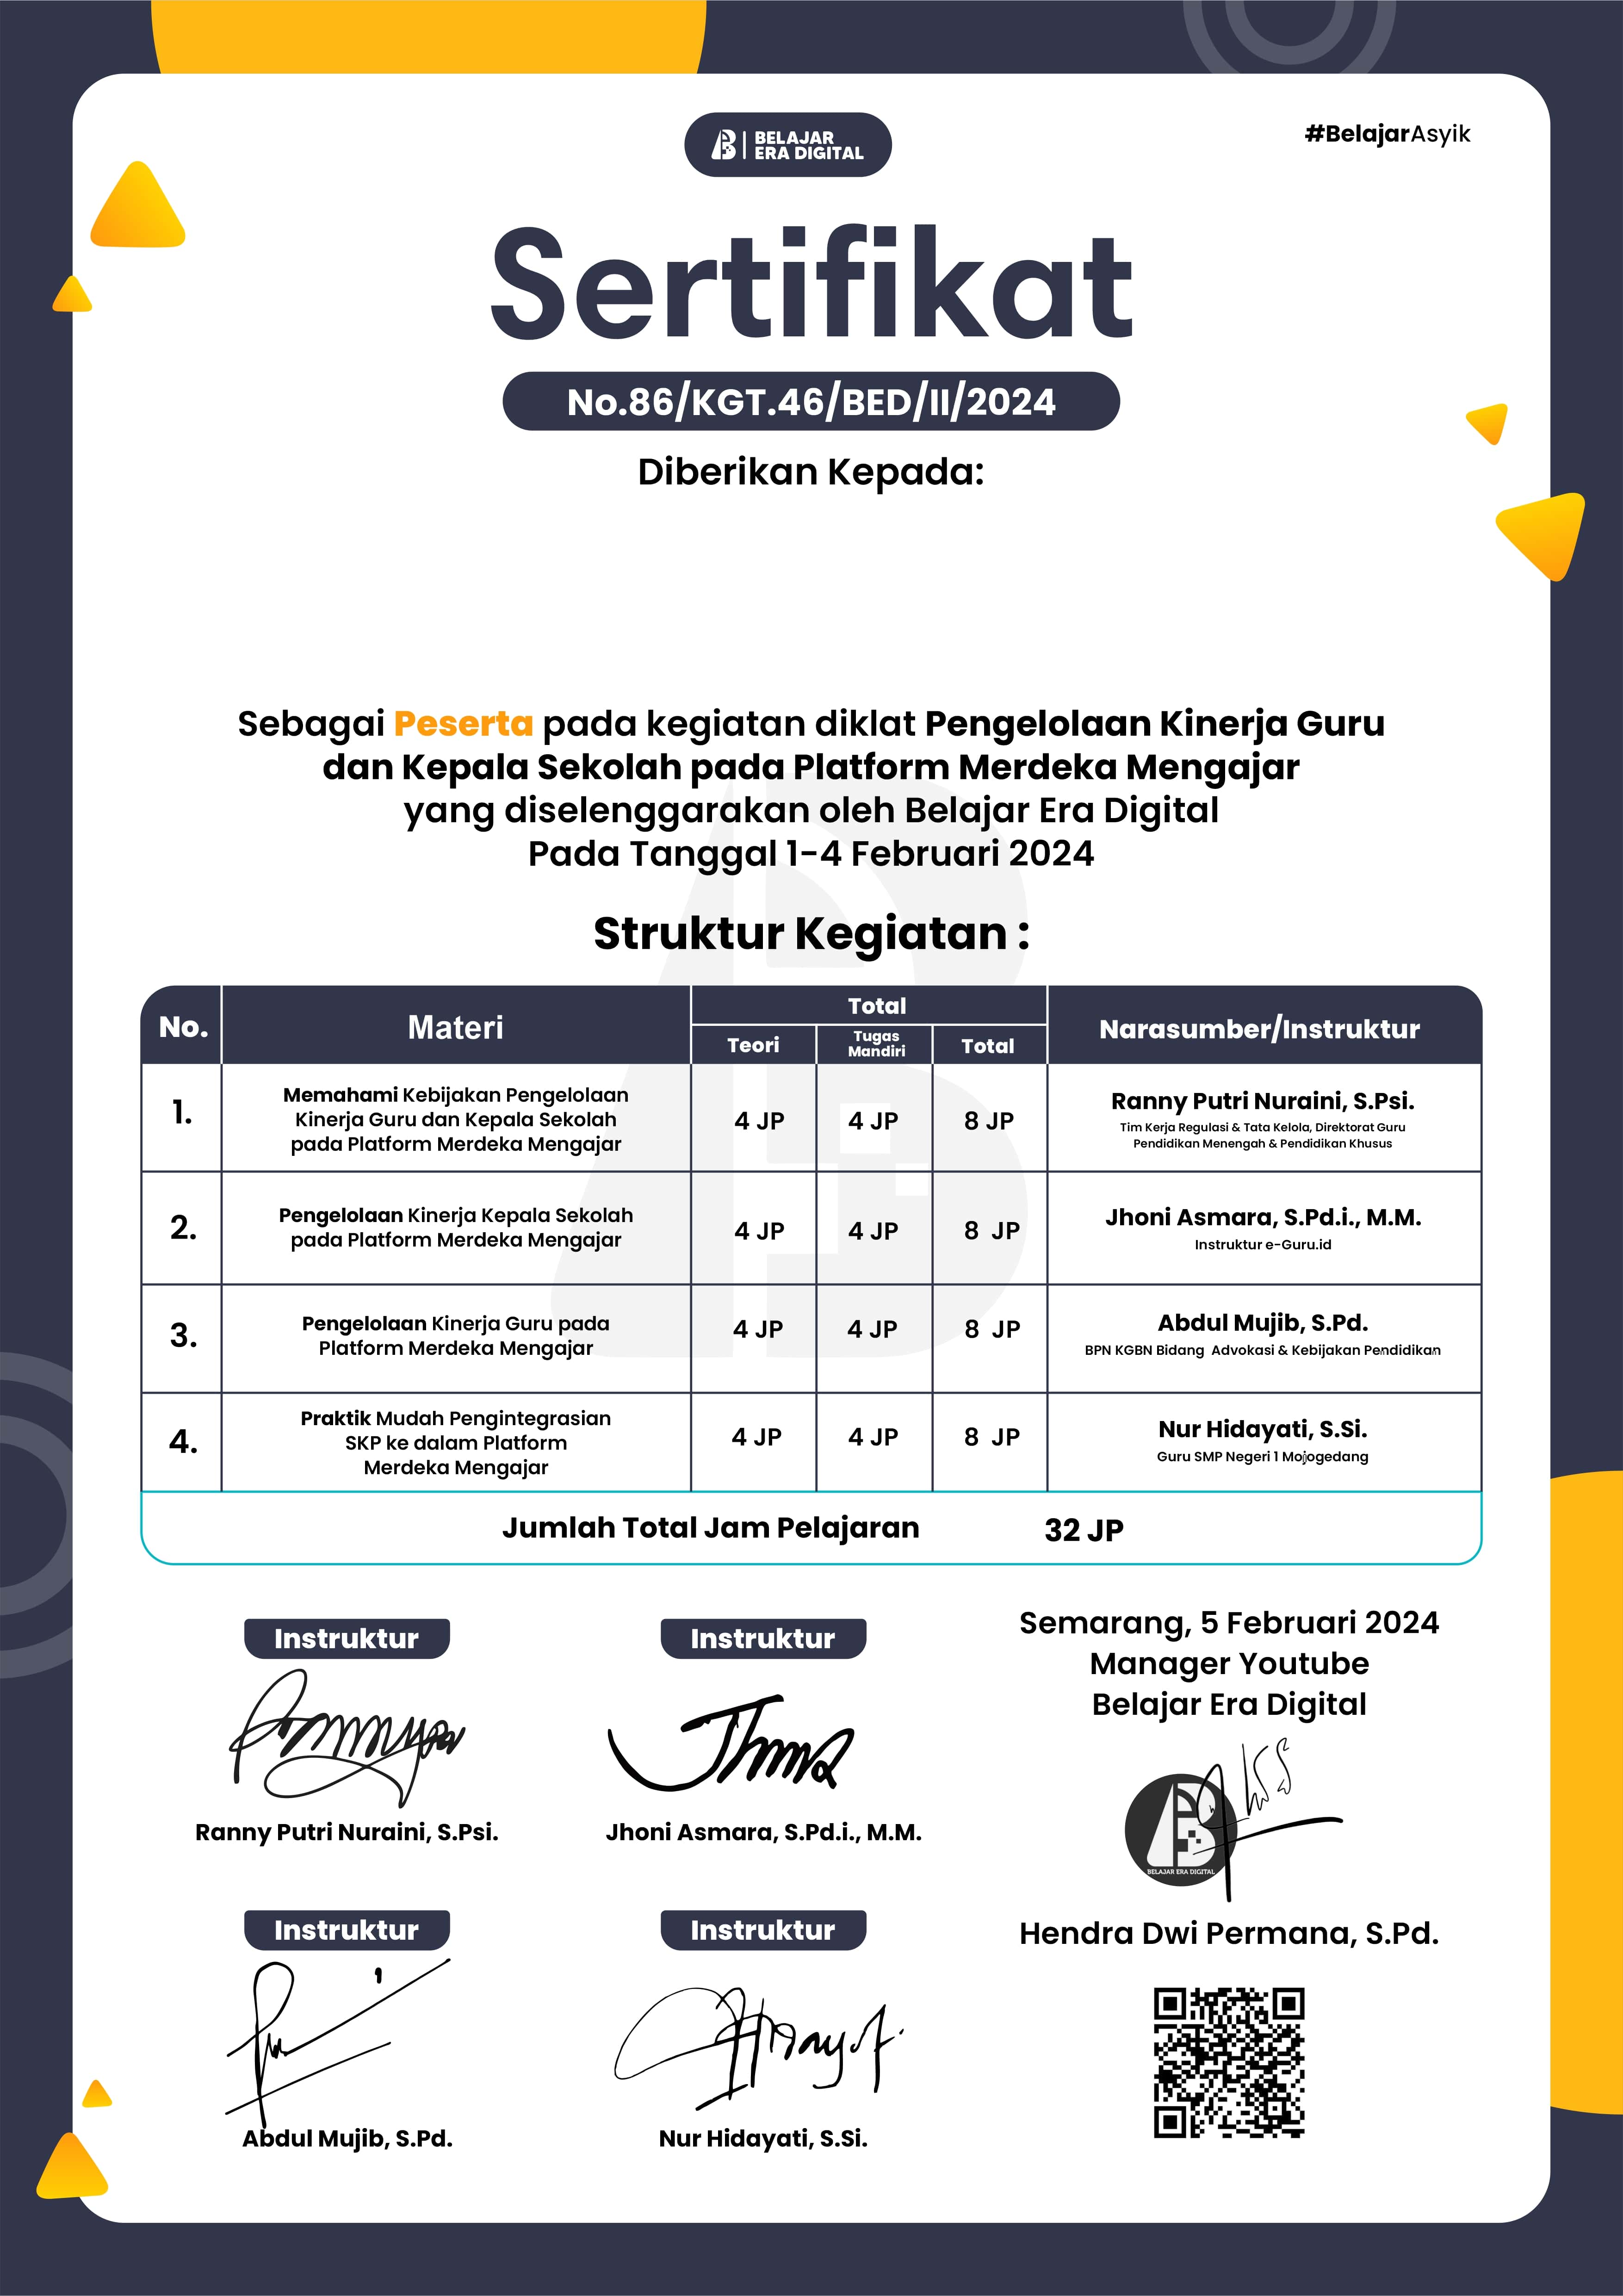 BELAJAR
ERA DIGITAL
#BelajarAsyik
Sertifikat
No.86/KGT.46/BED/II/2024
Diberikan Kepada:
Sebagai Peserta pada kegiatan diklat Pengelolaan Kinerja Guru
dan Kepala Sekolah pada Platform Merdeka Mengajar
yang diselenggarakan oleh Belajar Era Digital
Pada Tanggal 1-4 Februari 2024
Struktur Kegiatan :
No.
Materi
Total
Teori
Tugas
Mandiri
Total
Narasumber/Instruktur
1.
Memahami Kebijakan Pengelolaan
Kinerja Guru dan Kepala Sekolah
pada Platform Merdeka Mengajar
4 JP
4 JP
8 JP
Ranny Putri Nuraini, S.Psi.
Tim Kerja Regulasi & Tata Kelola, Direktorat Guru
Pendidikan Menengah & Pendidikan Khusus
2.
Pengelolaan Kinerja Kepala Sekolah
pada Platform Merdeka Mengajar
4 JP
4 JP
8 JP
Jhoni Asmara, S.Pd.i., M.M.
Instruktur e-Guru.id
3.
Pengelolaan Kinerja Guru pada
Platform Merdeka Mengajar
4 JP
4 JP
8 JP
Abdul Mujib, S.Pd.
BPN KGBN Bidang Advokasi & Kebijakan Pendidikan
4.
Praktik Mudah Pengintegrasian
SKP ke dalam Platform
Merdeka Mengajar
4 JP
4 JP
8 JP
Nur Hidayati, S.Si.
Guru SMP Negeri 1 Mojogedang
Jumlah Total Jam Pelajaran
32 JP
Instruktur
Ranny Putri Nuraini, S.Psi.
Instruktur
Jhoni Asmara, S.Pd.i., M.M.
Semarang, 5 Februari 2024
Manager Youtube
Belajar Era Digital
BELAJAR ERA DIGITAL
Hendra Dwi Permana, S.Pd.
Instruktur
Abdul Mujib, S.Pd.
Instruktur
Nur Hidayati, S.Si.